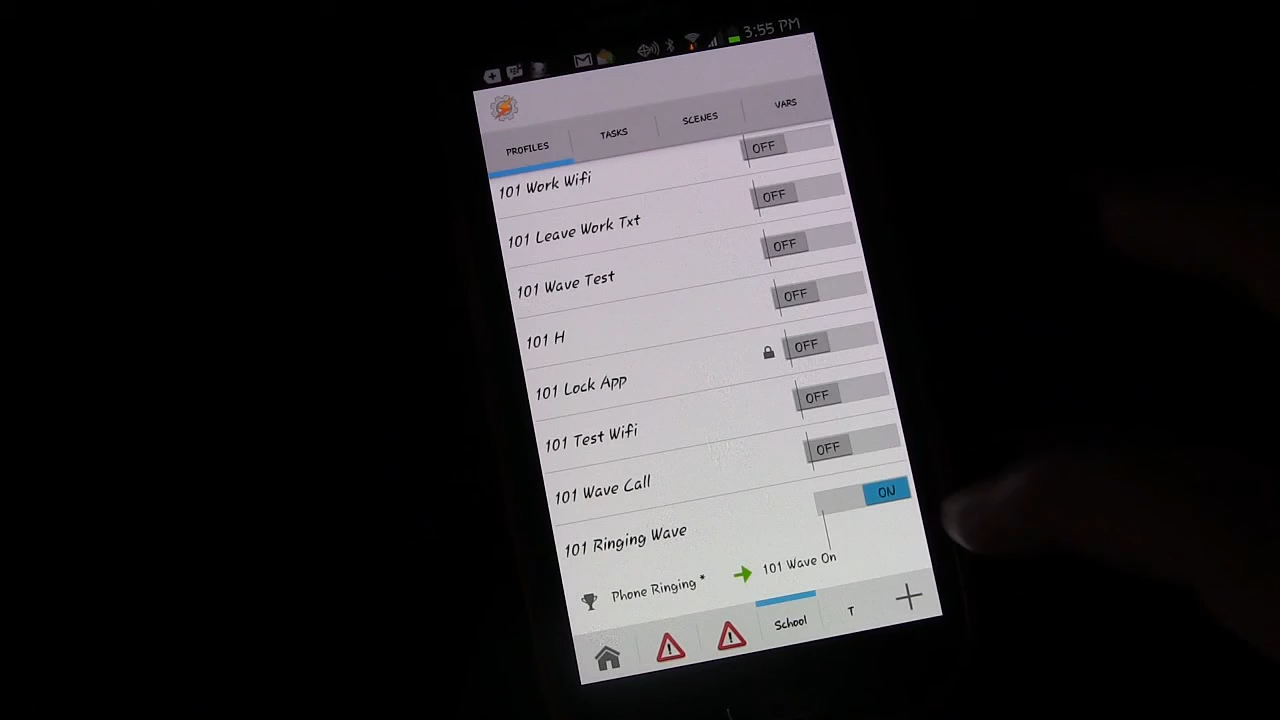 3:55 PM
PROFILES TASKS SCENES VARS
OFF
101 Work Wifi OFF
101 Leave Work Txt OFF
101 Wave Test OFF
101 H OFF
101 Lock App OFF
101 Test Wifi OFF
101 Wave Call ON
101 Ringing Wave
Phone Ringing * 101 Wave On
School T